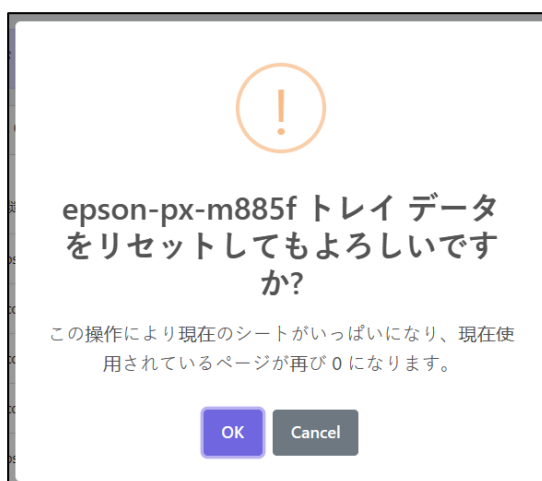 !
epson-px-m885f トレイ データ
をリセットしてもよろしいです
か?
この操作により現在のシートがいっぱいになり、現在使
用されているページが再び 0 になります。
OK
Cancel